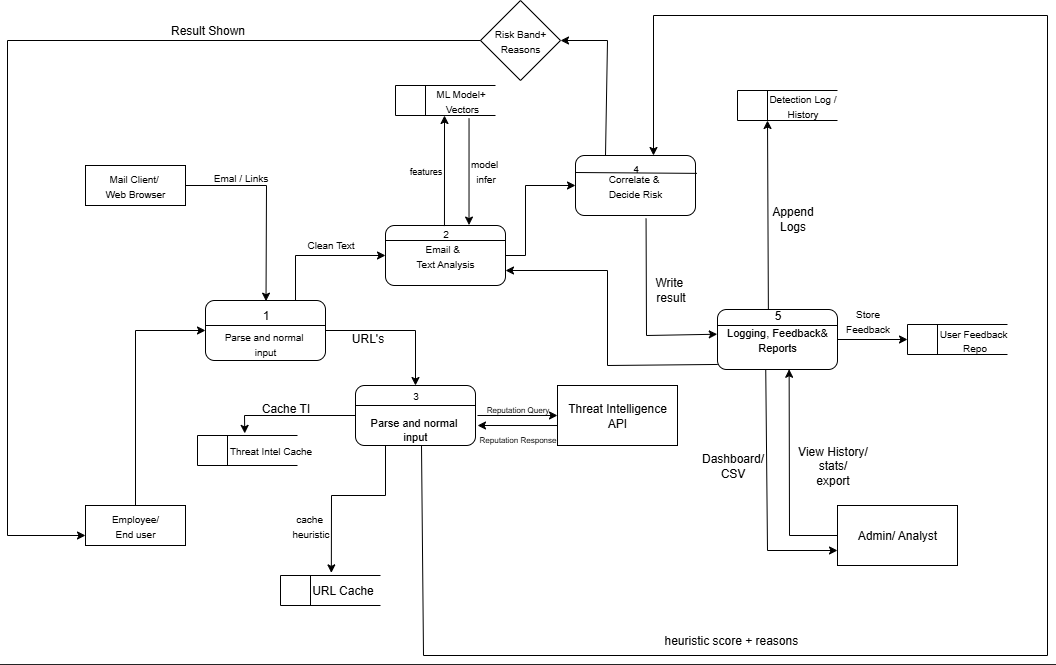 Result Shown
Risk Band+
Reasons
ML Model+
Vectors
Detection Log /
History
features
model
infer
4
Correlate &
Decide Risk
Mail Client/
Web Browser
Emal / Links
Append
Logs
Clean Text
2
Email &
Text Analysis
Write
result
1
Parse and normal
input
URL's
5
Logging, Feedback&
Reports
Store
Feedback
User Feedback
Repo
3
Parse and normal
input
Cache TI
Reputation Query
Reputation Response
Threat Intelligence
API
Threat Intel Cache
Dashboard/
CSV
View History/
stats/
export
Employee/
End user
cache
heuristic
Admin/ Analyst
URL Cache
heuristic score + reasons